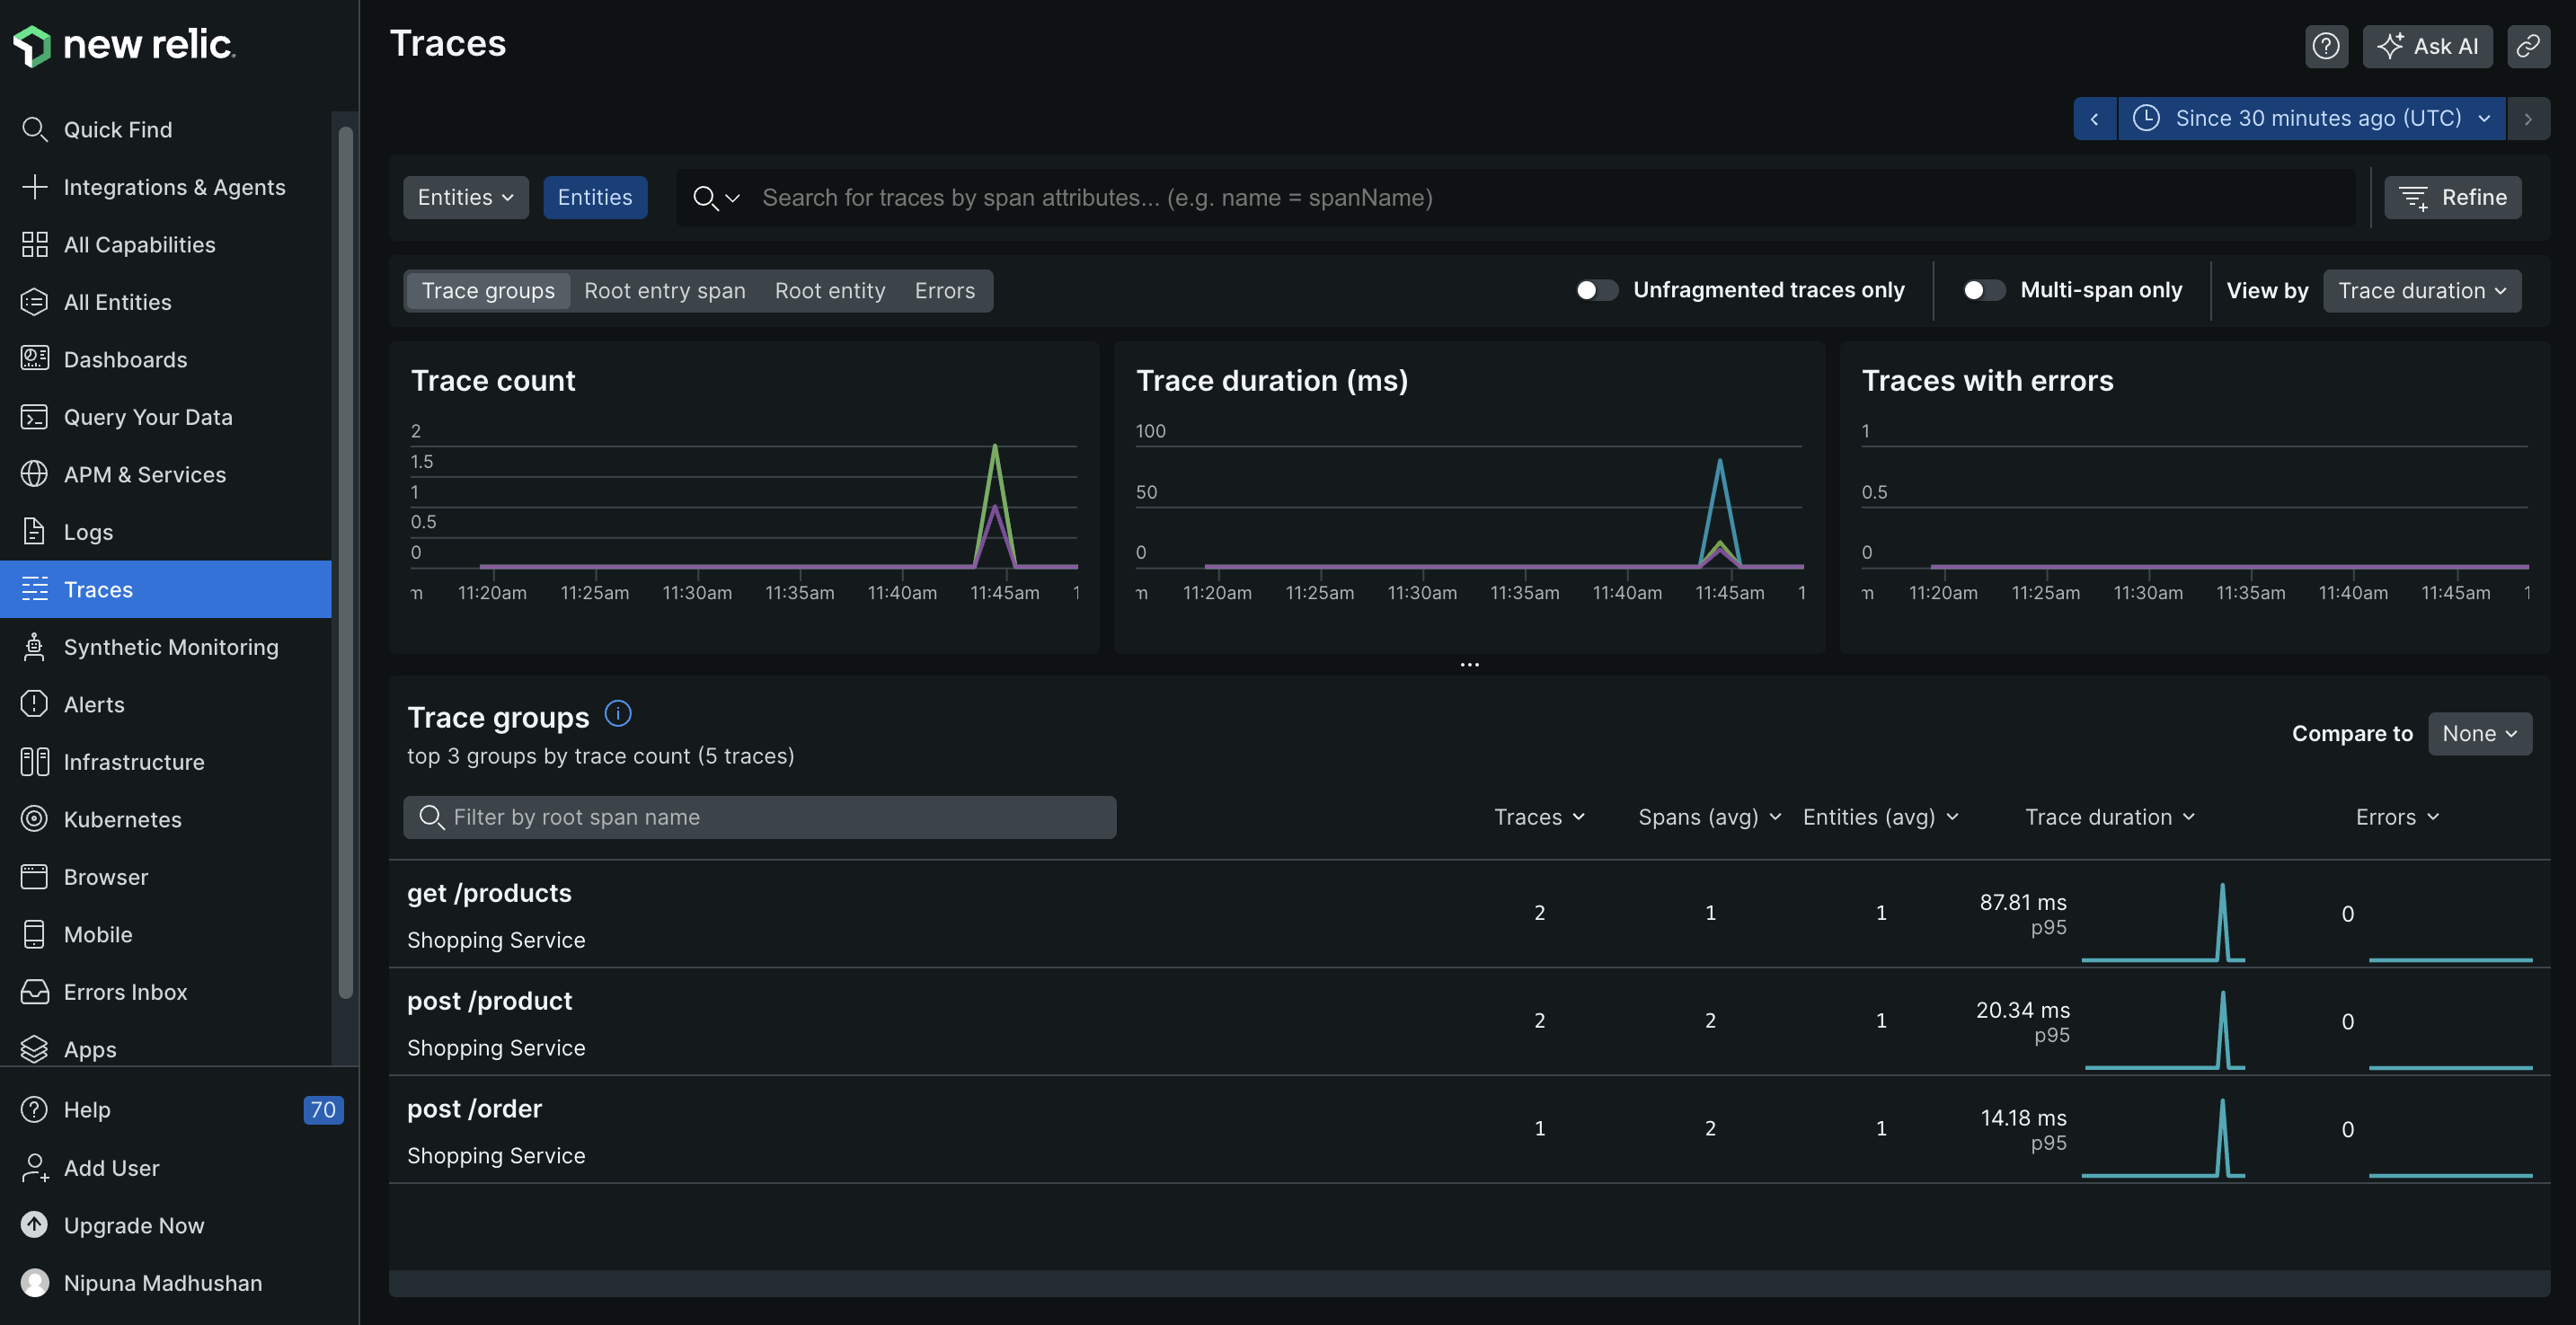 new relic.
Quick Find
Integrations & Agents
All Capabilities
All Entities
Dashboards
Query Your Data
APM & Services
Logs
Traces
Synthetic Monitoring
Alerts
Infrastructure
Kubernetes
Browser
Mobile
Errors Inbox
Apps
Help 70
Add User
Upgrade Now
Nipuna Madhushan
Traces
Ask AI
Since 30 minutes ago (UTC)
Entities Entities Search for traces by span attributes... (e.g. name = spanName) Refine
Trace groups Root entry span Root entity Errors Unfragmented traces only Multi-span only View by Trace duration
Trace count
2
1.5
1
0.5
0
m 11:20am 11:25am 11:30am 11:35am 11:40am 11:45am 1
Trace duration (ms)
100
50
0
m 11:20am 11:25am 11:30am 11:35am 11:40am 11:45am 1
Traces with errors
1
0.5
0
m 11:20am 11:25am 11:30am 11:35am 11:40am 11:45am 1
Trace groups
top 3 groups by trace count (5 traces)
Compare to None
Filter by root span name Traces Spans (avg) Entities (avg) Trace duration Errors
get /products
Shopping Service
2 1 1 87.81 ms 0
p95
post /product
Shopping Service
2 2 1 20.34 ms 0
p95
post /order
Shopping Service
1 2 1 14.18 ms 0
p95